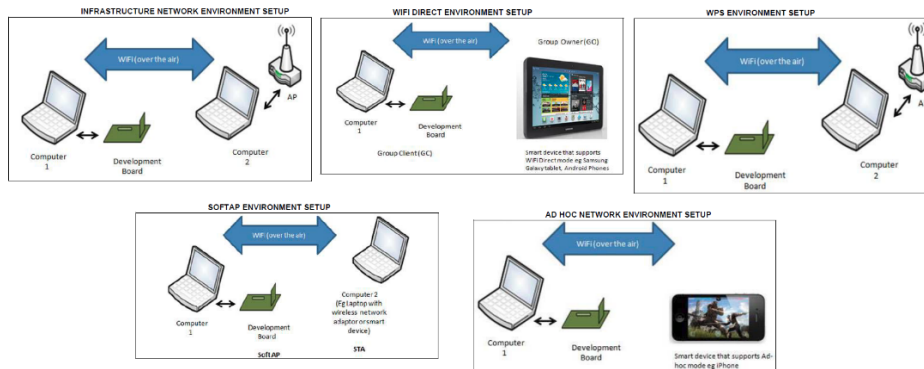 INFRASTRUCTURE NETWORK ENVIRONMENT SETUP
WiFi (over the air)
AP
Computer
1
Development
Board
Computer
2
WIFI DIRECT ENVIRONMENT SETUP
WiFi (over the air)
Group Owner (GO)
Computer
1
Development
Board
Group Client (GC)
Smart device that supports
WiFi Direct mode eg Samsung
Galaxy tablet, Android Phones
WPS ENVIRONMENT SETUP
WiFi (over the air)
A
Computer
1
Development
Board
Computer
2
SOFTAP ENVIRONMENT SETUP
WiFi (over the air)
Computer
1
Development
Board
SoftAP
Computer 2
(Eg Laptop with
wireless network
adaptor or smart
device)
STA
AD HOC NETWORK ENVIRONMENT SETUP
WiFi (over the air)
Computer
1
Development
Board
Smart device that supports Ad-
hoc mode eg iPhone